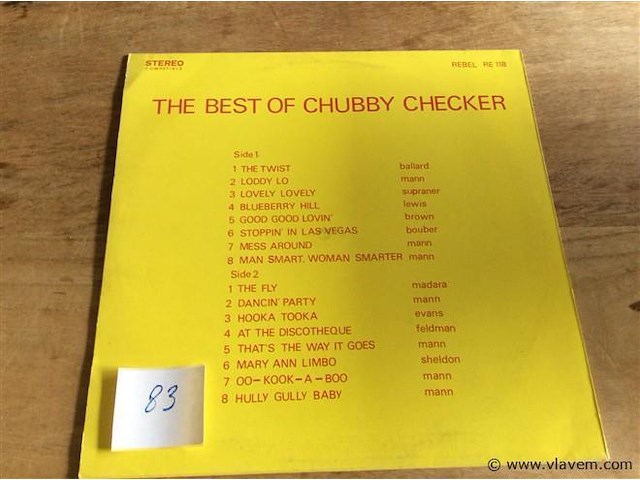 STEREO
COMPATIBLE
REBEL RE 118
THE BEST OF CHUBBY CHECKER
Side 1
1 THE TWIST ballard
2 LODDY LO mann
3 LOVELY LOVELY supraner
4 BLUEBERRY HILL lewis
5 GOOD GOOD LOVIN' brown
6 STOPPIN' IN LAS VEGAS bouber
7 MESS AROUND mann
8 MAN SMART. WOMAN SMARTER mann
Side 2
1 THE FLY madara
2 DANCIN' PARTY mann
3 HOOKA TOOKA evans
4 AT THE DISCOTHEQUE feldman
5 THAT'S THE WAY IT GOES mann
6 MARY ANN LIMBO sheldon
7 OO-KOOK-A-BOO mann
8 HULLY GULLY BABY mann
83
© www.vlavem.com